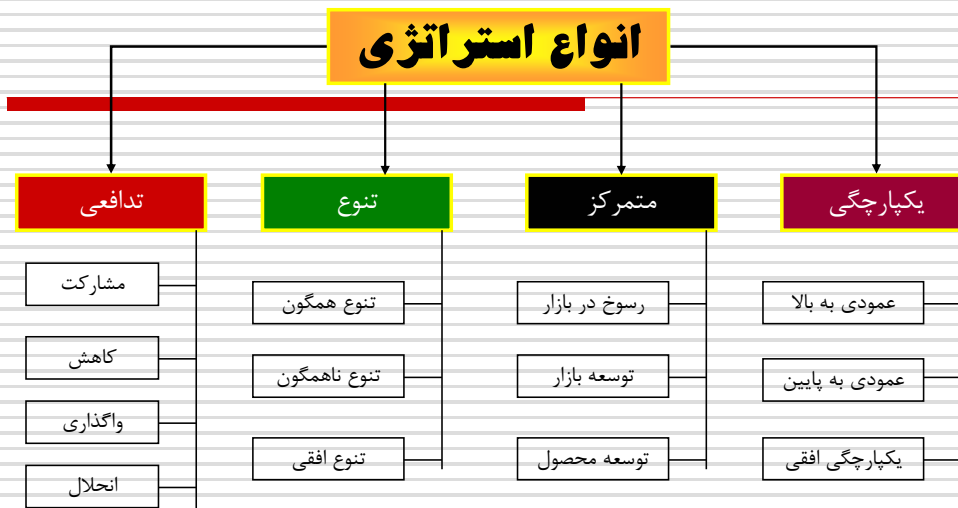 انواع استراتژی
یکپارچگی
عمودی به بالا
عمودی به پایین
یکپارچگی افقی
متمرکز
رسوخ در بازار
توسعه بازار
توسعه محصول
تنوع
تنوع همگون
تنوع ناهمگون
تنوع افقی
تدافعی
مشارکت
کاهش
واگذاری
انحلال